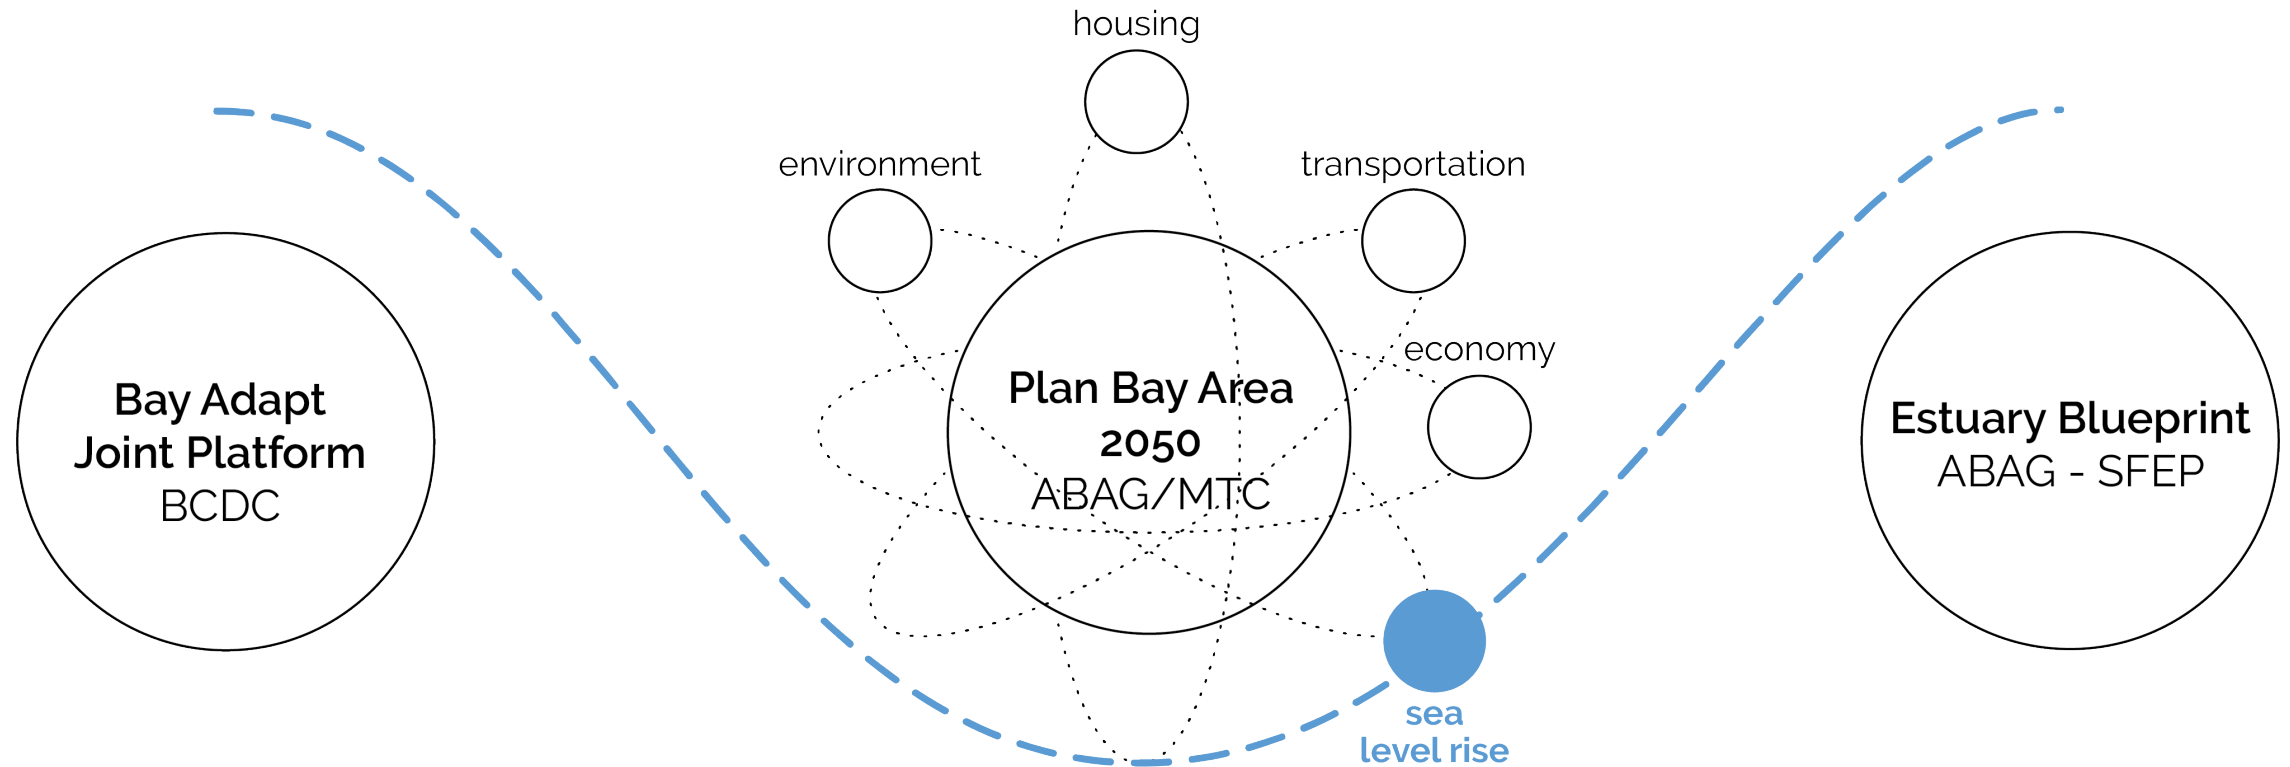 housing
environment
transportation
economy
Bay Adapt
Joint Platform
BCDC
Plan Bay Area
2050
ABAG/MTC
Estuary Blueprint
ABAG - SFEP
sea
level rise